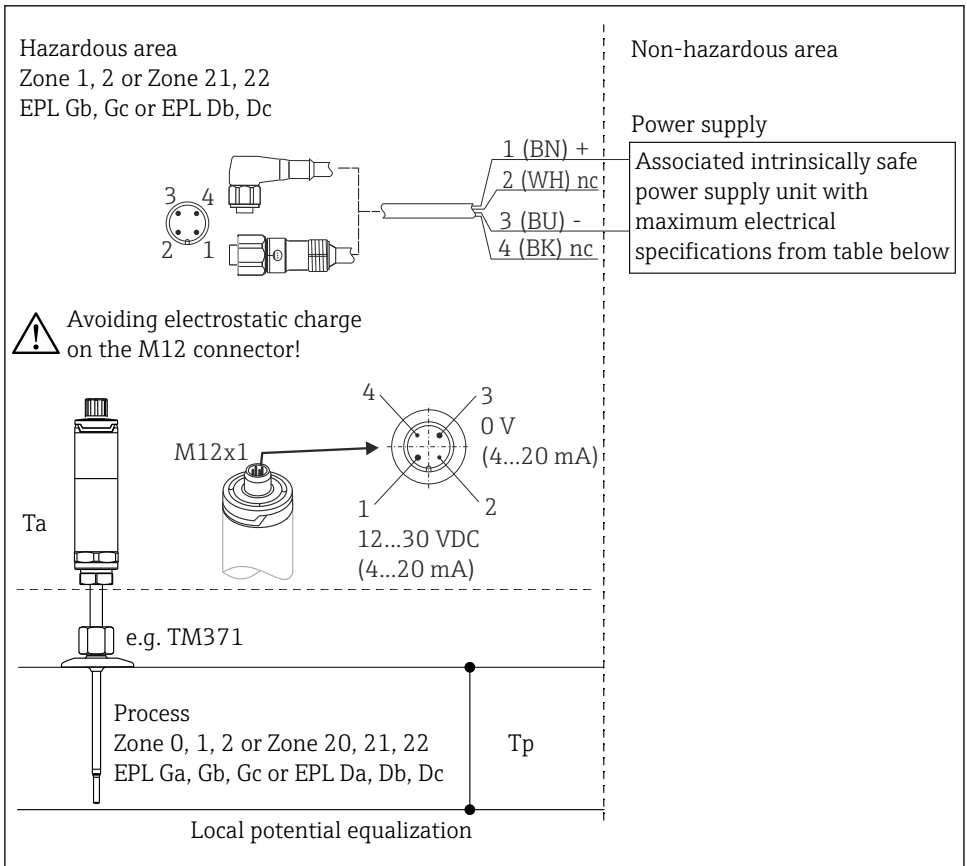 Hazardous area
Zone 1, 2 or Zone 21, 22
EPL Gb, Gc or EPL Db, Dc
Non-hazardous area
Power supply
1 (BN) +
2 (WH) nc
3 (BU) -
4 (BK) nc
Associated intrinsically safe
power supply unit with
maximum electrical
specifications from table below
3 4
2 1
Avoiding electrostatic charge
on the M12 connector!
4
3
0 V
(4...20 mA)
M12x1
1
2
12...30 VDC
(4...20 mA)
Ta
e.g. TM371
Process
Zone 0, 1, 2 or Zone 20, 21, 22
EPL Ga, Gb, Gc or EPL Da, Db, Dc
Tp
Local potential equalization